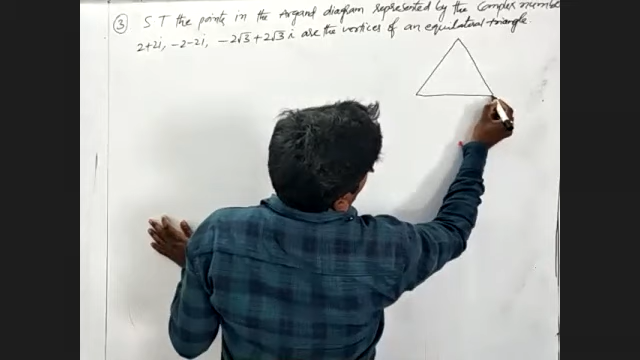 ③ S T the points in the Argand diagram represented by the Complex number
2+2i, -2-2i, -2√3+2√3 i are the vertices of an equilateral triangle.